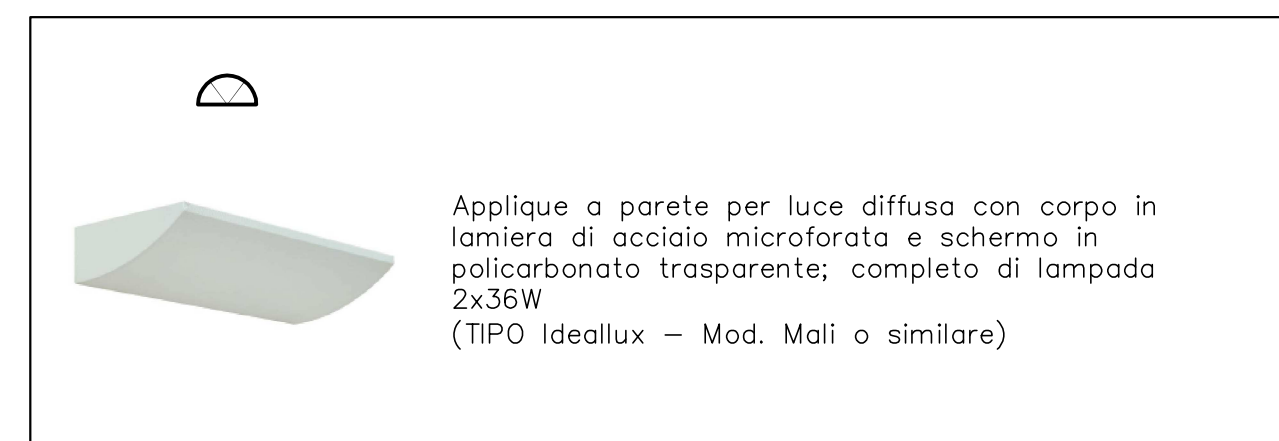 Applique a parete per luce diffusa con corpo in
lamiera di acciaio microforata e schermo in
policarbonato trasparente; completo di lampada
2x36W
(TIPO Ideallux – Mod. Mali o similare)